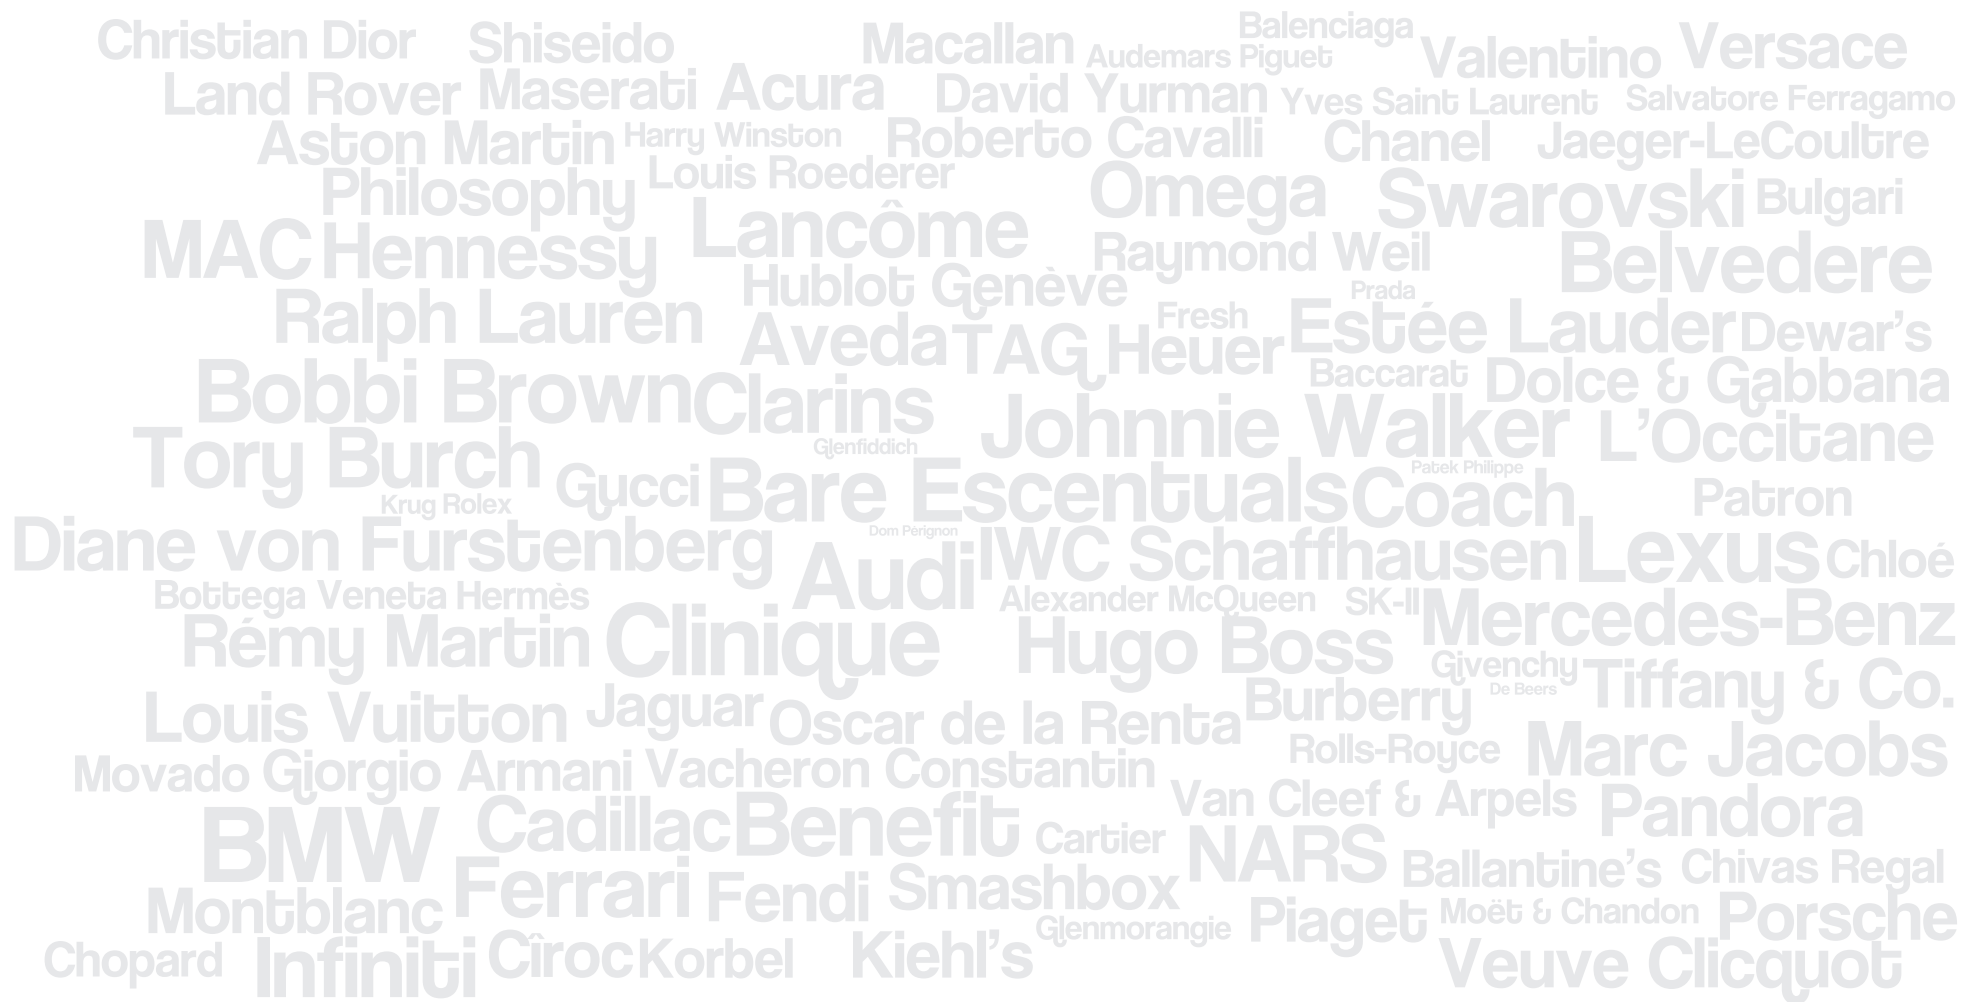 Christian Dior Shiseido Macallan Balenciaga
Audemars Piguet Valentino Versace
Land Rover Maserati Acura David Yurman Yves Saint Laurent Salvatore Ferragamo
Aston Martin Harry Winston Roberto Cavalli Chanel Jaeger-LeCoultre
Philosophy Louis Roederer Omega Swarovski Bulgari
MAC Hennessy Lancôme Raymond Weil Belvedere
Hublot Genève Prada
Ralph Lauren Aveda TAG Heuer Fresh Estée Lauder Dewar's
Bobbi Brown Clarins Baccarat Dolce & Gabbana
Johnnie Walker L'Occitane
Tory Burch Glenfiddich
Gucci Bare Escentuals Patek Philippe Coach Patron
Krug Rolex
Diane von Furstenberg Dom Pérignon Audi IWC Schaffhausen Lexus Chloé
Bottega Veneta Hermès Alexander McQueen SK-II Mercedes-Benz
Rémy Martin Clinique Hugo Boss Givenchy Tiffany & Co.
De Beers
Louis Vuitton Jaguar Oscar de la Renta Burberry
Rolls-Royce Marc Jacobs
Movado Giorgio Armani Vacheron Constantin
Van Cleef & Arpels Pandora
BMW Cadillac Benefit Cartier NARS Ballantine's Chivas Regal
Montblanc Ferrari Fendi Smashbox Piaget Moët & Chandon Porsche
Glenmorangie
Chopard Infiniti Cîroc Korbel Kiehl's Veuve Clicquot